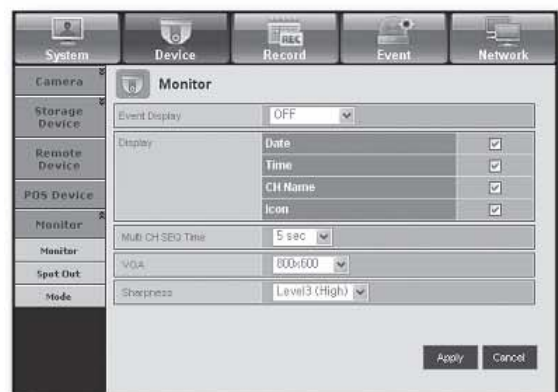 System Device REC Record Event Network
Camera
Storage Device
Remote Device
POS Device
Monitor
Monitor
Spot Out
Mode
Monitor
Event Display OFF
Display Date
Time
CH Name
Icon
Multi CH SEQ Time 5 sec
VGA 800x600
Sharpness Level3 (High)
Apply Cancel